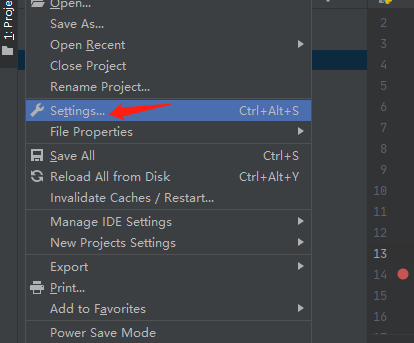 Open...
Save As...
Open Recent
Close Project
Rename Project...
Settings... Ctrl+Alt+S
File Properties
Save All Ctrl+S
Reload All from Disk Ctrl+Alt+Y
Invalidate Caches / Restart...
Manage IDE Settings
New Projects Settings
Export
Print...
Add to Favorites
Power Save Mode
1: Proje
2
3
4
5
6
7
8
9
10
11
12
13
14
15
16
17